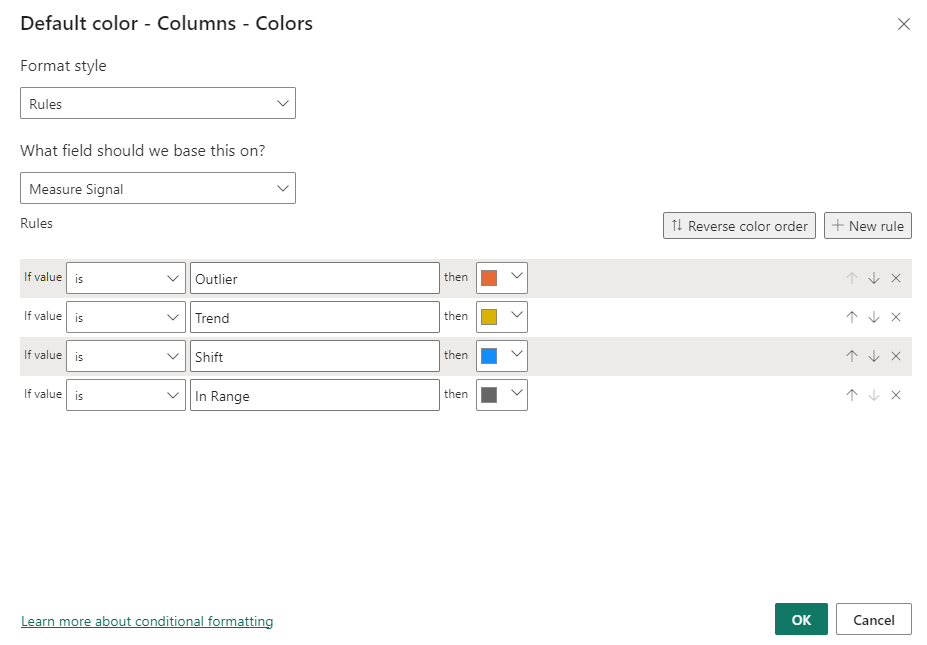 Default color - Columns - Colors
Format style
Rules
What field should we base this on?
Measure Signal
Rules
Reverse color order
New rule
If value is Outlier then
If value is Trend then
If value is Shift then
If value is In Range then
Learn more about conditional formatting
OK
Cancel